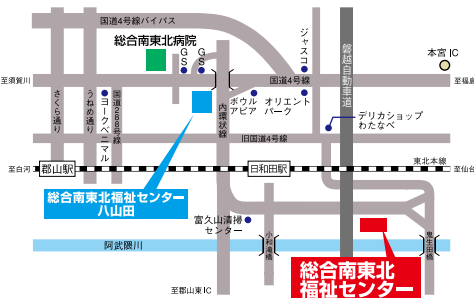 国道4号線バイパス
総合南東北病院
GS
GS
ジャスコ
磐越自動車道
本宮IC
至須賀川
国道4号線
至福島
さくら通り
うねめ通り
国道288号線
ヨークベニマル
内環状線
ボウル
アピア
オリエント
パーク
デリカショップ
わたなべ
旧国道4号線
東北本線
至白河
郡山駅
日和田駅
至仙台
総合南東北福祉センター
八山田
富久山清掃
センター
小和滝橋
鬼生田橋
阿武隈川
総合南東北
福祉センター
至郡山東IC